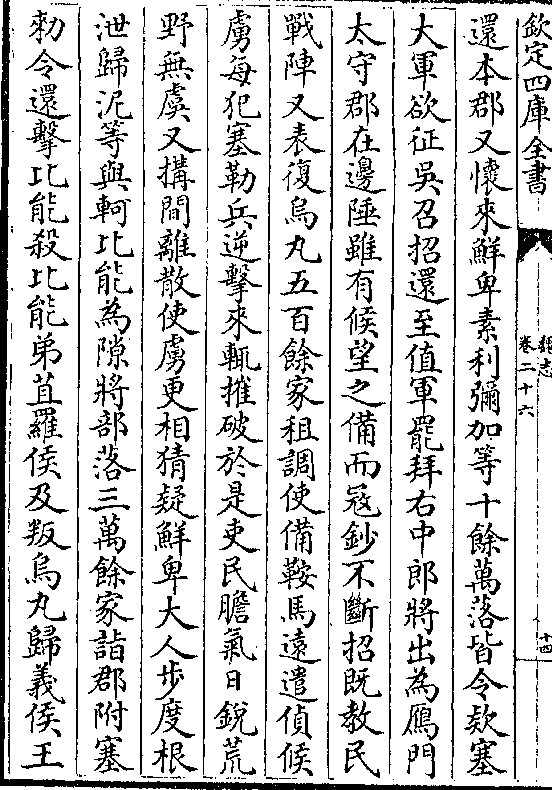 欽定四庫全書
魏志
卷二十六
十四
還本郡又懷來鮮卑素利彌加等十餘萬落皆令欵塞
大軍欲征吳召招還至值軍罷拜右中郎將出為鴈門
太守郡在邊陲雖有候望之備而寇鈔不斷招既教民
戰陣又表復烏丸五百餘家租調使備鞍馬遠遣偵候
虜每犯塞勒兵逆擊來輒摧破於是吏民膽氣日銳荒
野無虞又搆間離散使虜更相猜疑鮮卑大人步度根
泄歸泥等與軻比能為隙將部落三萬餘家詣郡附塞
勅令還擊比能殺比能弟苴羅侯及叛烏丸歸義侯王